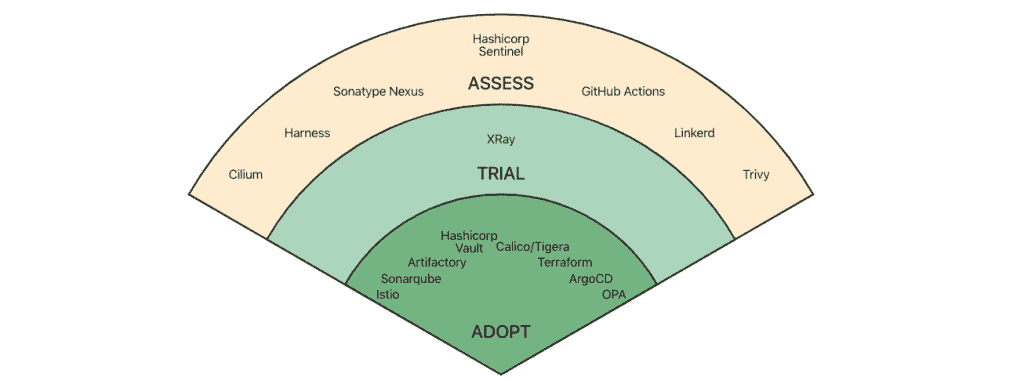 Hashicorp
Sentinel
ASSESS
Sonatype Nexus
GitHub Actions
Harness
Linkerd
Cilium
Trivy
XRay
TRIAL
Hashicorp
Vault
Calico/Tigera
Artifactory
Terraform
Sonarqube
ArgoCD
Istio
OPA
ADOPT